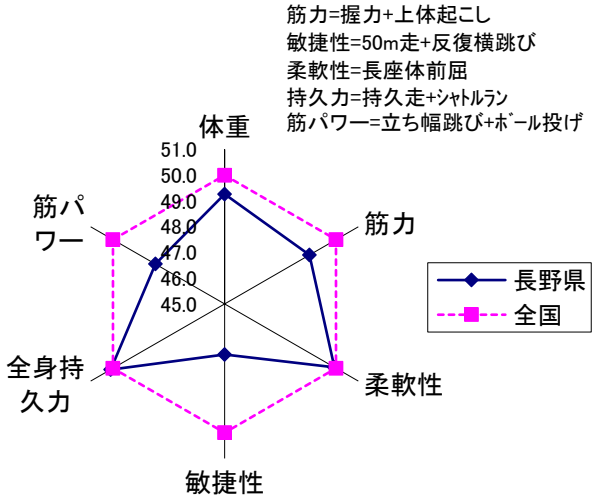 筋力=握力+上体起こし
敏捷性=50m走+反復横跳び
柔軟性=長座体前屈
持久力=持久走+ｼｬﾄﾙﾗﾝ
筋パワー=立ち幅跳び+ﾎﾞｰﾙ投げ
体重
51.0
50.0
49.0
48.0
47.0
46.0
45.0
筋パ
ワー
筋力
長野県
全国
全身持
久力
柔軟性
敏捷性